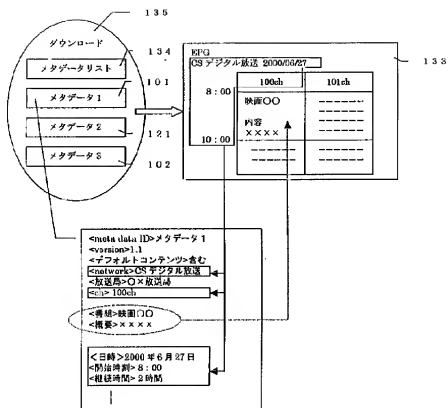 135
ダウンロード
134
メタデータリスト
101
メタデータ1
121
メタデータ2
102
メタデータ3
EPG
133
CSデジタル放送 2000/06/27
100ch
101ch
8:00
映画〇〇
内容
××××
10:00
<meta data ID>メタデータ1
<version>1.1
<デフォルトコンテンツ>含む
<network>CSデジタル放送
<放送局>〇×放送局
<ch> 100ch
<番組>映画〇〇
<概要>××××
<日時>2000年6月27日
<開始時刻>8:00
<継続時間>2時間